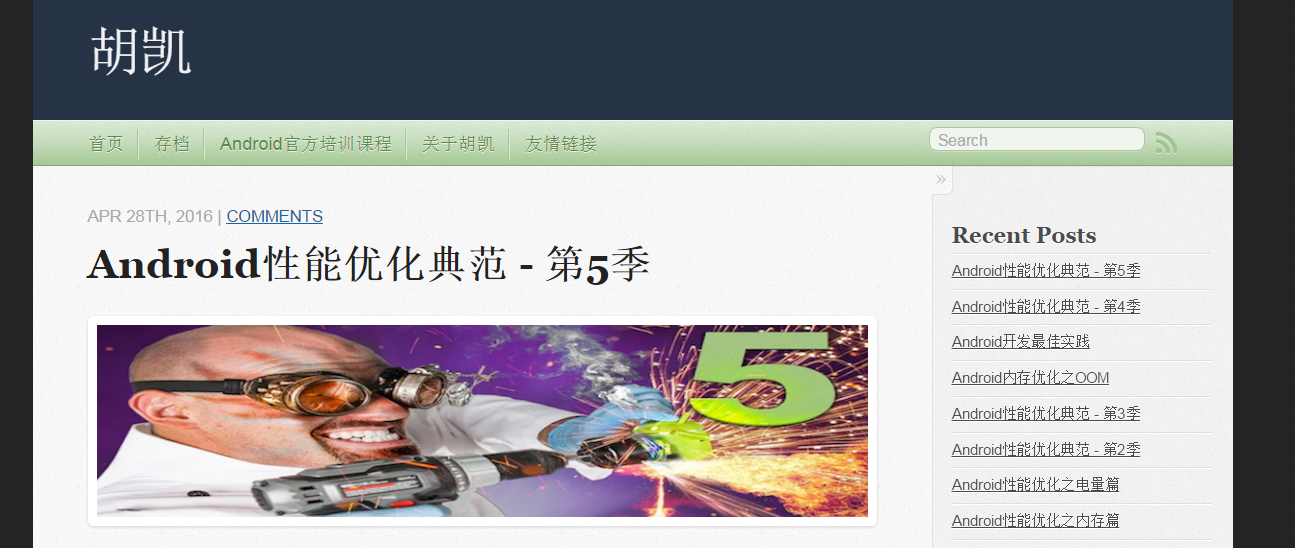 胡凯
首页 存档 Android官方培训课程 关于胡凯 友情链接 Search
»
APR 28TH, 2016 | COMMENTS
Android性能优化典范 - 第5季
5
Recent Posts
Android性能优化典范 - 第5季
Android性能优化典范 - 第4季
Android开发最佳实践
Android内存优化之OOM
Android性能优化典范 - 第3季
Android性能优化典范 - 第2季
Android性能优化之电量篇
Android性能优化之内存篇